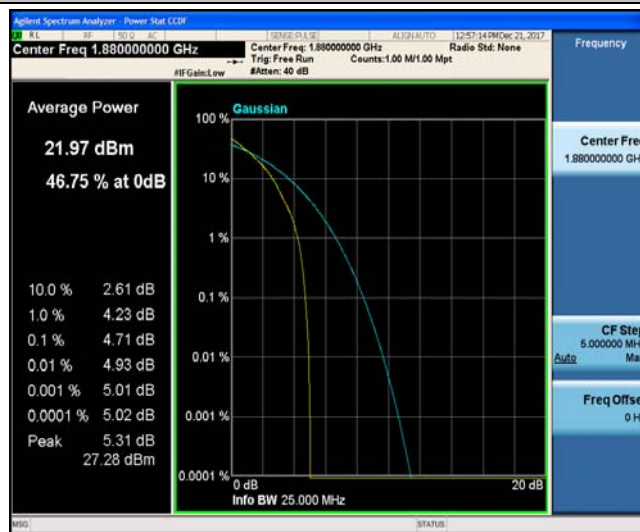 Agilent Spectrum Analyzer - Power Stat CCDF
RL RF 50 Ω AC SENSE:PULSE ALIGN AUTO 12:57:14 PM Dec 21, 2017
Center Freq 1.880000000 GHz
Center Freq: 1.880000000 GHz Radio Std: None
Trig: Free Run Counts:1.00 M/1.00 Mpt
#IFGain:Low #Atten: 40 dB
Frequency
Average Power
21.97 dBm
46.75 % at 0dB
10.0 % 2.61 dB
1.0 % 4.23 dB
0.1 % 4.71 dB
0.01 % 4.93 dB
0.001 % 5.01 dB
0.0001 % 5.02 dB
Peak 5.31 dB
27.28 dBm
Gaussian
100 %
10 %
1 %
0.1 %
0.01 %
0.001 %
0.0001 %
0 dB 20 dB
Info BW 25.000 MHz
Center Fre
1.880000000 GH
CF Step
5.000000 MH
Auto Ma
Freq Offse
0 H
MSG STATUS